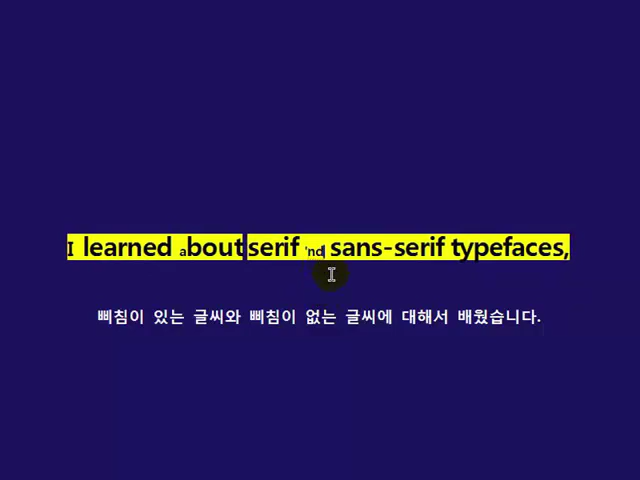 I learned about serif 'nd sans-serif typefaces,
삐침이 있는 글씨와 삐침이 없는 글씨에 대해서 배웠습니다.